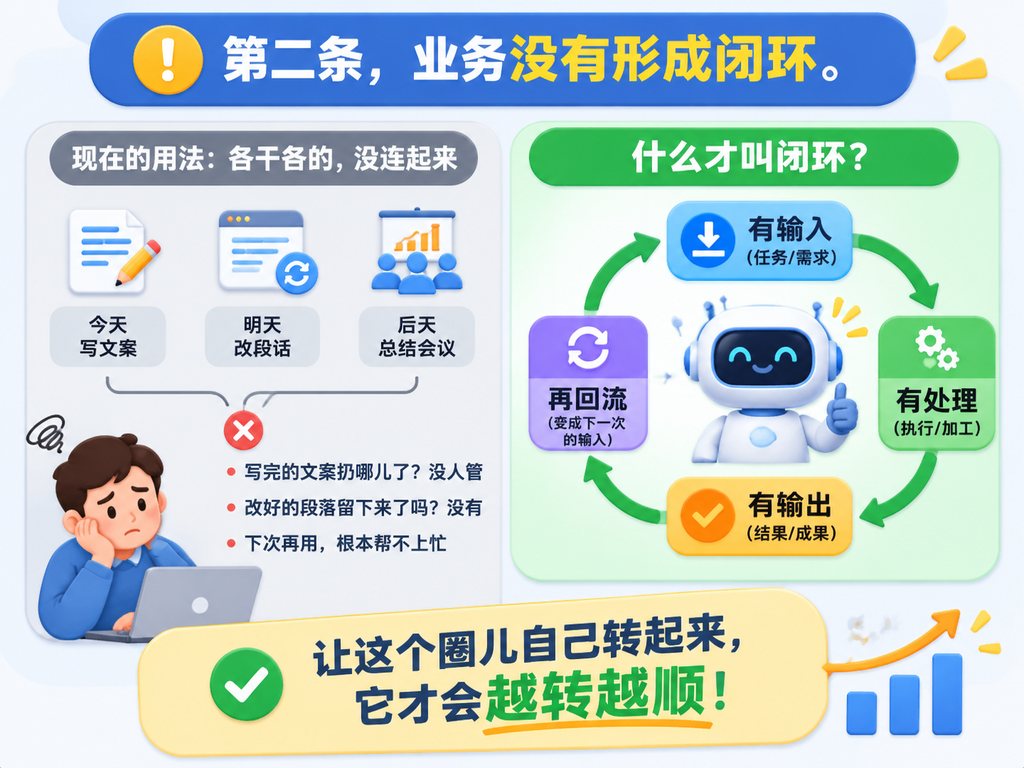 第二条，业务没有形成闭环。
现在的用法：各干各的，没连起来
今天
写文案
明天
改段话
后天
总结会议
写完的文案扔哪儿了？没人管
改好的段落留下来了吗？没有
下次再用，根本帮不上忙
什么才叫闭环？
有输入
（任务/需求）
有处理
（执行/加工）
有输出
（结果/成果）
再回流
（变成下一次
的输入）
让这个圈儿自己转起来，
它才会越转越顺！